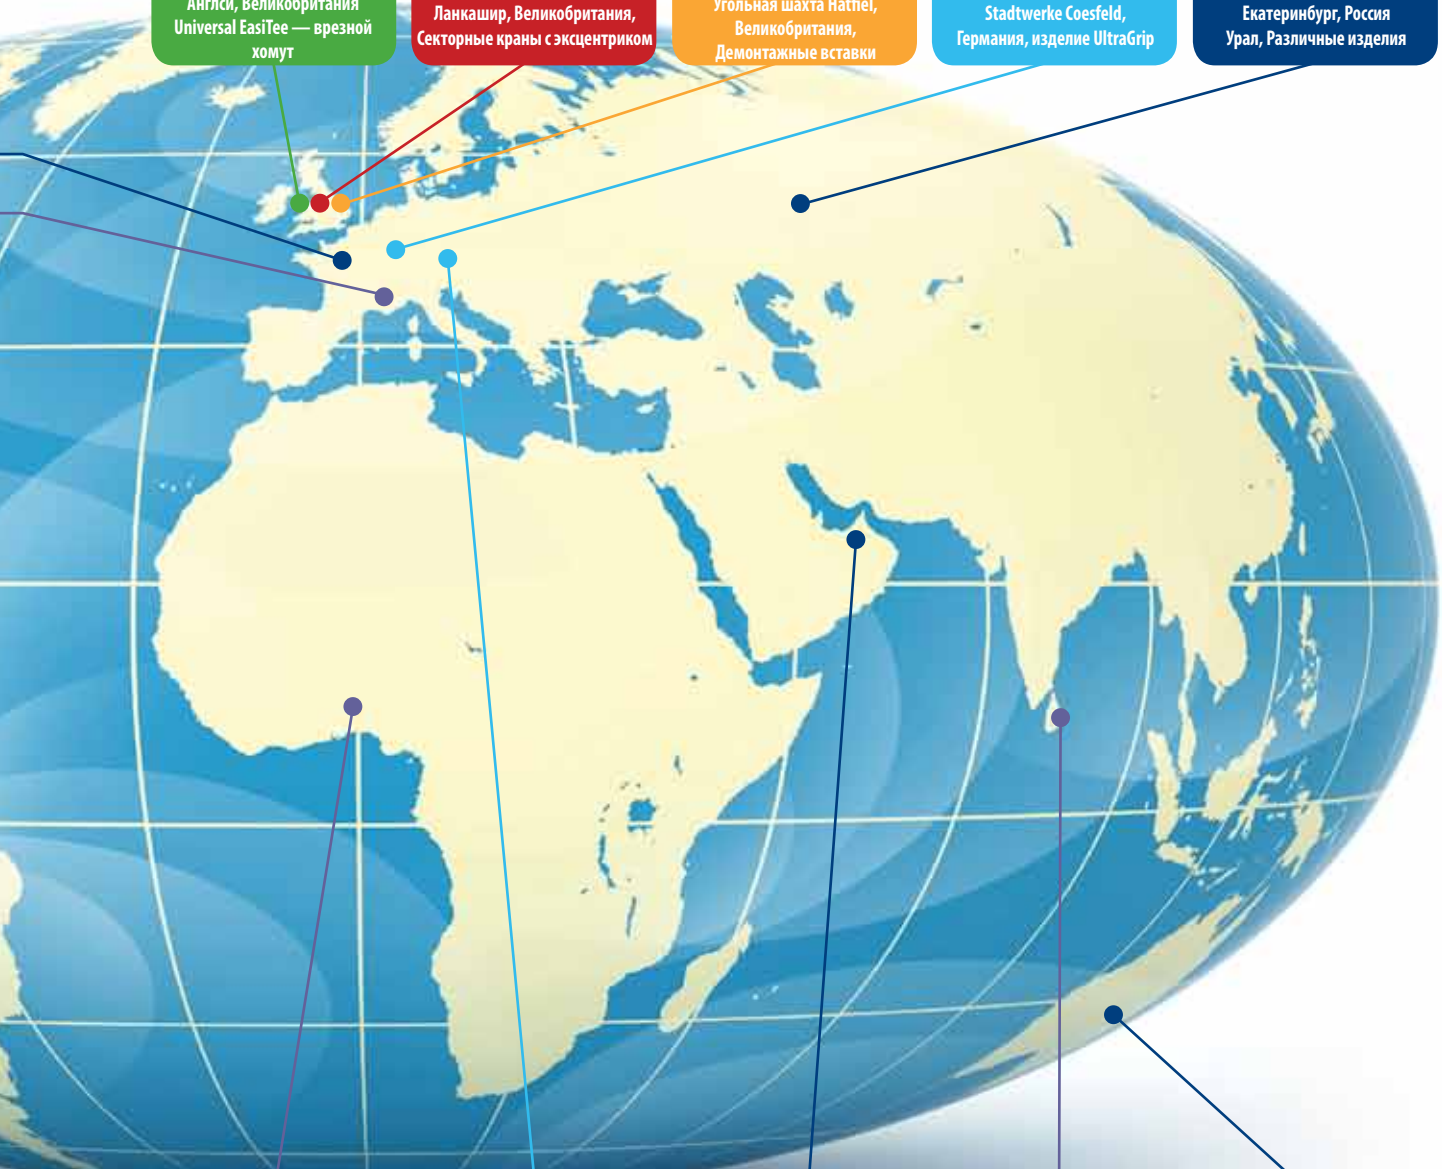 Англси, Великобритания
Universal EasiTee — врезной
хомут
Ланкашир, Великобритания,
Секторные краны с эксцентриком
Угольная шахта Hatfiel,
Великобритания,
Демонтажные вставки
Stadtwerke Coesfeld,
Германия, изделие UltraGrip
Екатеринбург, Россия
Урал, Различные изделия